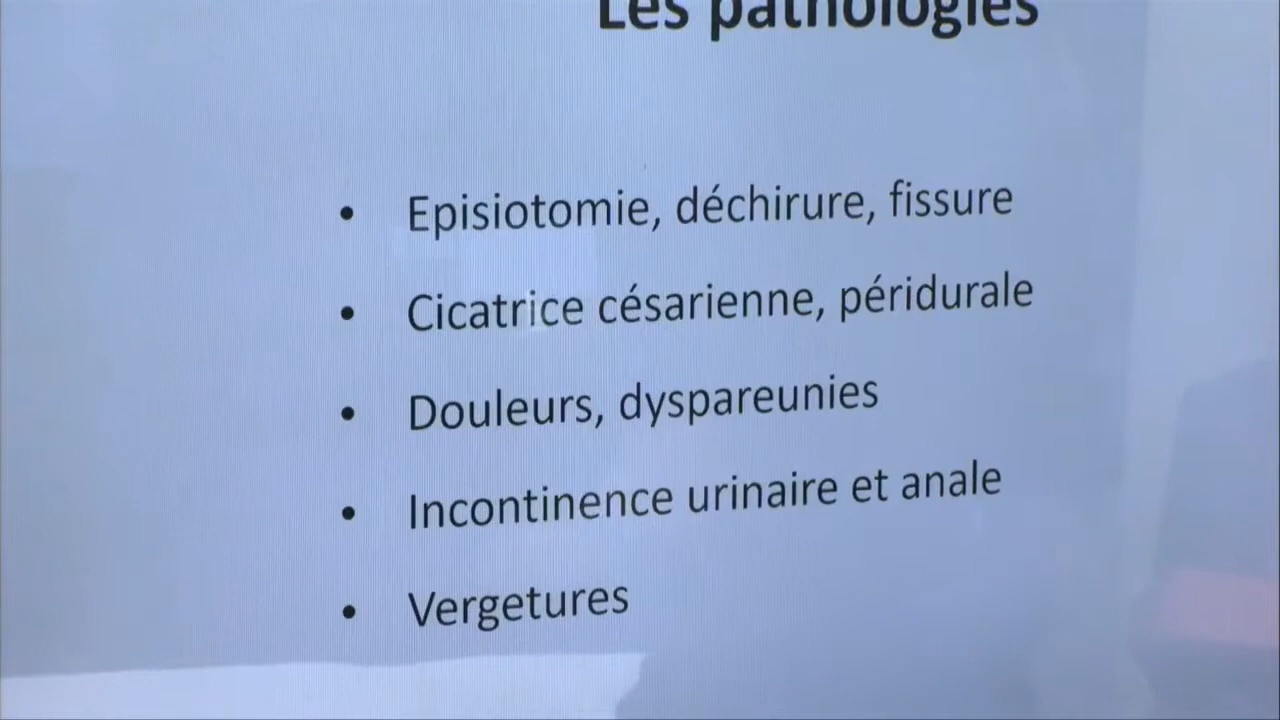 Les pathologies
• Episiotomie, déchirure, fissure
• Cicatrice césarienne, péridurale
• Douleurs, dyspareunies
• Incontinence urinaire et anale
• Vergetures